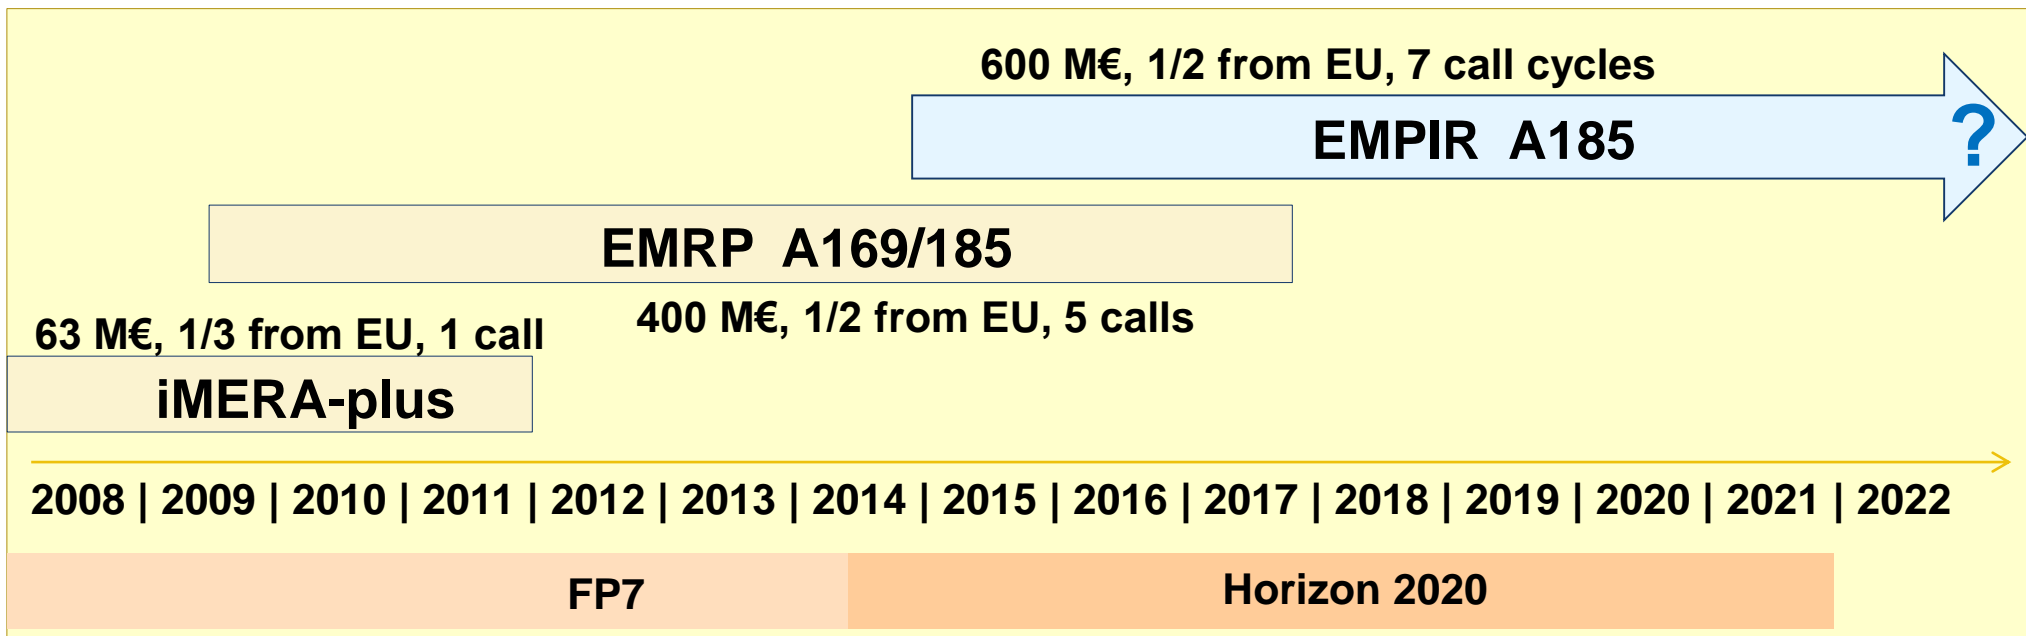 600 M€, 1/2 from EU, 7 call cycles
EMPIR A185
?
EMRP A169/185
400 M€, 1/2 from EU, 5 calls
63 M€, 1/3 from EU, 1 call
iMERA-plus
2008 | 2009 | 2010 | 2011 | 2012 | 2013 | 2014 | 2015 | 2016 | 2017 | 2018 | 2019 | 2020 | 2021 | 2022
FP7
Horizon 2020